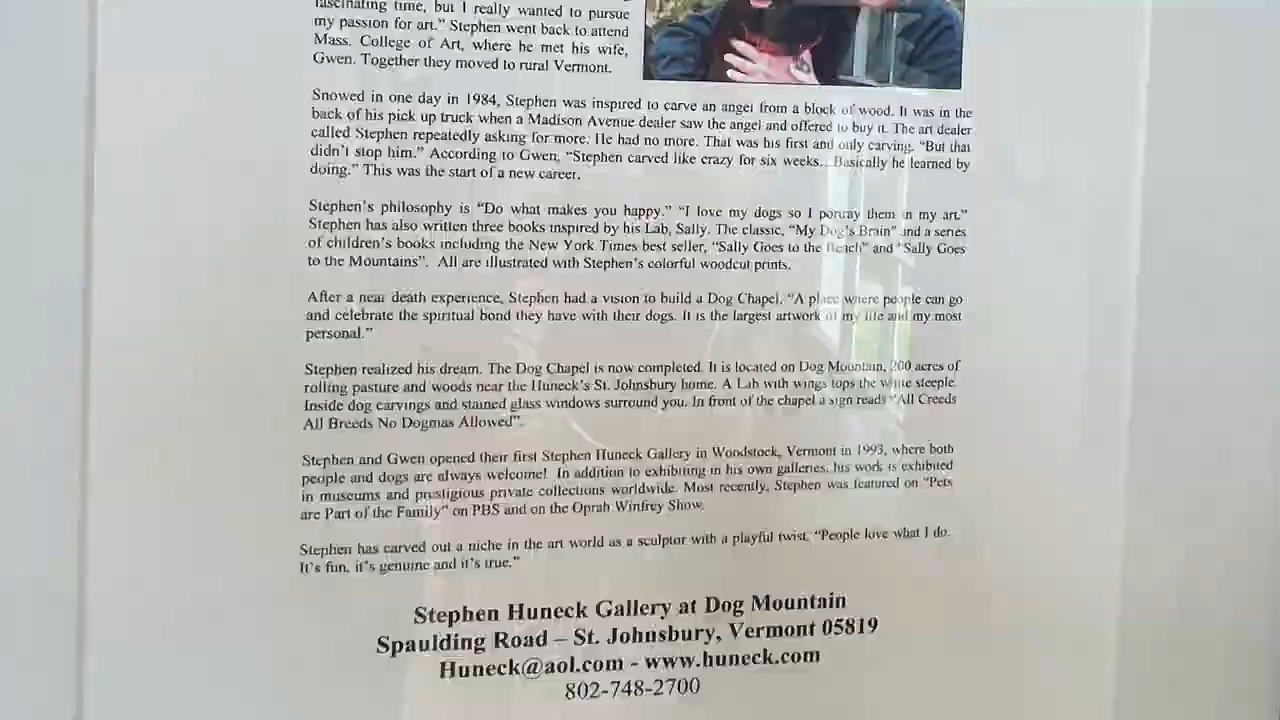 fascinating time, but I really wanted to pursue
my passion for art.” Stephen went back to attend
Mass. College of Art, where he met his wife,
Gwen. Together they moved to rural Vermont.
Snowed in one day in 1984, Stephen was inspired to carve an angel from a block of wood. It was in the
back of his pick up truck when a Madison Avenue dealer saw the angel and offered to buy it. The art dealer
called Stephen repeatedly asking for more. He had no more. That was his first and only carving. “But that
didn’t stop him.” According to Gwen, “Stephen carved like crazy for six weeks...Basically he learned by
doing.” This was the start of a new career.
Stephen’s philosophy is “Do what makes you happy.” “I love my dogs so I portray them in my art.”
Stephen has also written three books inspired by his Lab, Sally. The classic, “My Dog’s Brain” and a series
of children’s books including the New York Times best seller, “Sally Goes to the Beach” and “Sally Goes
to the Mountains”. All are illustrated with Stephen’s colorful woodcut prints.
After a near death experience, Stephen had a vision to build a Dog Chapel. “A place where people can go
and celebrate the spiritual bond they have with their dogs. It is the largest artwork of my life and my most
personal.”
Stephen realized his dream. The Dog Chapel is now completed. It is located on Dog Mountain, 200 acres of
rolling pasture and woods near the Huneck’s St. Johnsbury home. A Lab with wings tops the white steeple.
Inside dog carvings and stained glass windows surround you. In front of the chapel a sign reads “All Creeds
All Breeds No Dogmas Allowed”.
Stephen and Gwen opened their first Stephen Huneck Gallery in Woodstock, Vermont in 1993, where both
people and dogs are always welcome! In addition to exhibiting in his own galleries, his work is exhibited
in museums and prestigious private collections worldwide. Most recently, Stephen was featured on “Pets
are Part of the Family” on PBS and on the Oprah Winfrey Show.
Stephen has carved out a niche in the art world as a sculptor with a playful twist. “People love what I do.
It’s fun, it’s genuine and it’s true.”
Stephen Huneck Gallery at Dog Mountain
Spaulding Road – St. Johnsbury, Vermont 05819
Huneck@aol.com - www.huneck.com
802-748-2700